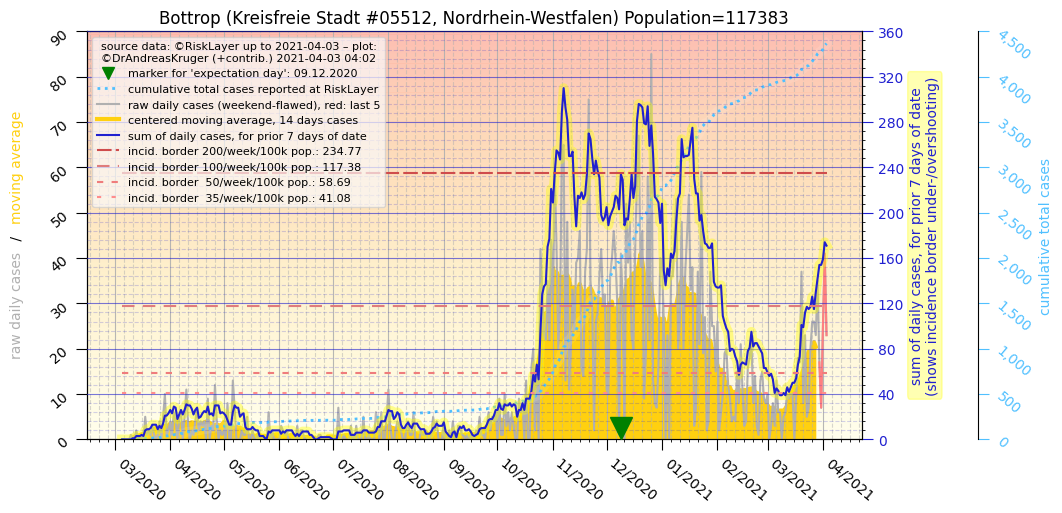 Bottrop (Kreisfreie Stadt #05512, Nordrhein-Westfalen) Population=117383
source data: ©RiskLayer up to 2021-04-03 – plot:
©DrAndreasKruger (+contrib.) 2021-04-03 04:02
marker for 'expectation day': 09.12.2020
cumulative total cases reported at RiskLayer
raw daily cases (weekend-flawed), red: last 5
centered moving average, 14 days cases
sum of daily cases, for prior 7 days of date
incid. border 200/week/100k pop.: 234.77
incid. border 100/week/100k pop.: 117.38
incid. border  50/week/100k pop.: 58.69
incid. border  35/week/100k pop.: 41.08
raw daily cases / moving average
90
80
70
60
50
40
30
20
10
0
03/2020
04/2020
05/2020
06/2020
07/2020
08/2020
09/2020
10/2020
11/2020
12/2020
01/2021
02/2021
03/2021
04/2021
360
320
280
240
200
160
120
80
40
0
sum of daily cases, for prior 7 days of date
(shows incidence border under-/overshooting)
4,500
4,000
3,500
3,000
2,500
2,000
1,500
1,000
500
0
cumulative total cases